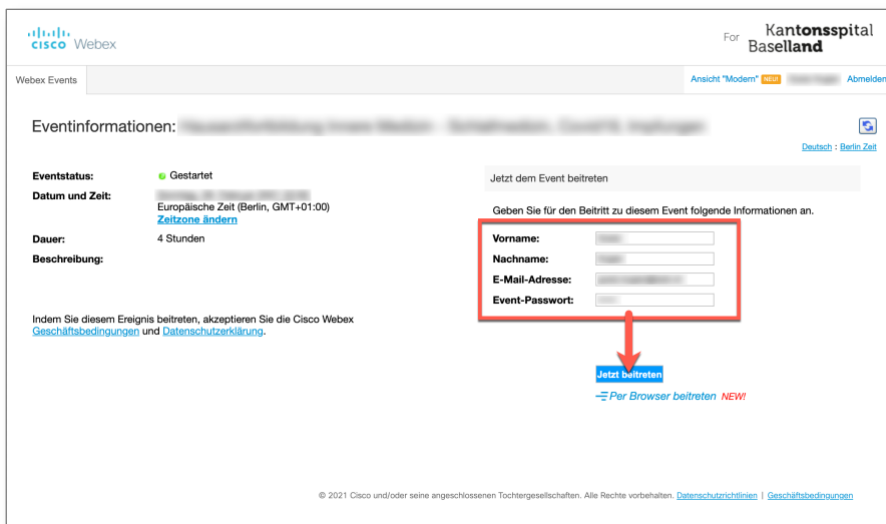 cisco Webex
For Kantonsspital
Baselland
Webex Events
Ansicht "Modern" NEU!
Abmelden
Eventinformationen:
Deutsch : Berlin Zeit
Eventstatus:
Gestartet
Datum und Zeit:
Europäische Zeit (Berlin, GMT+01:00)
Zeitzone ändern
Dauer:
4 Stunden
Beschreibung:
Indem Sie diesem Ereignis beitreten, akzeptieren Sie die Cisco Webex
Geschäftsbedingungen und Datenschutzerklärung.
Jetzt dem Event beitreten
Geben Sie für den Beitritt zu diesem Event folgende Informationen an.
Vorname:
Nachname:
E-Mail-Adresse:
Event-Passwort:
Jetzt beitreten
Per Browser beitreten NEW!
© 2021 Cisco und/oder seine angeschlossenen Tochtergesellschaften. Alle Rechte vorbehalten. Datenschutzrichtlinien | Geschäftsbedingungen